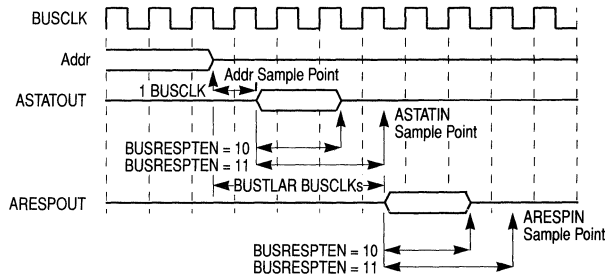 BUSCLK
Addr
Addr Sample Point
1 BUSCLK
ASTATOUT
ASTATIN
Sample Point
BUSRESPTEN = 10
BUSRESPTEN = 11
BUSTLAR BUSCLKs
ARESPOUT
ARESPIN
Sample Point
BUSRESPTEN = 10
BUSRESPTEN = 11